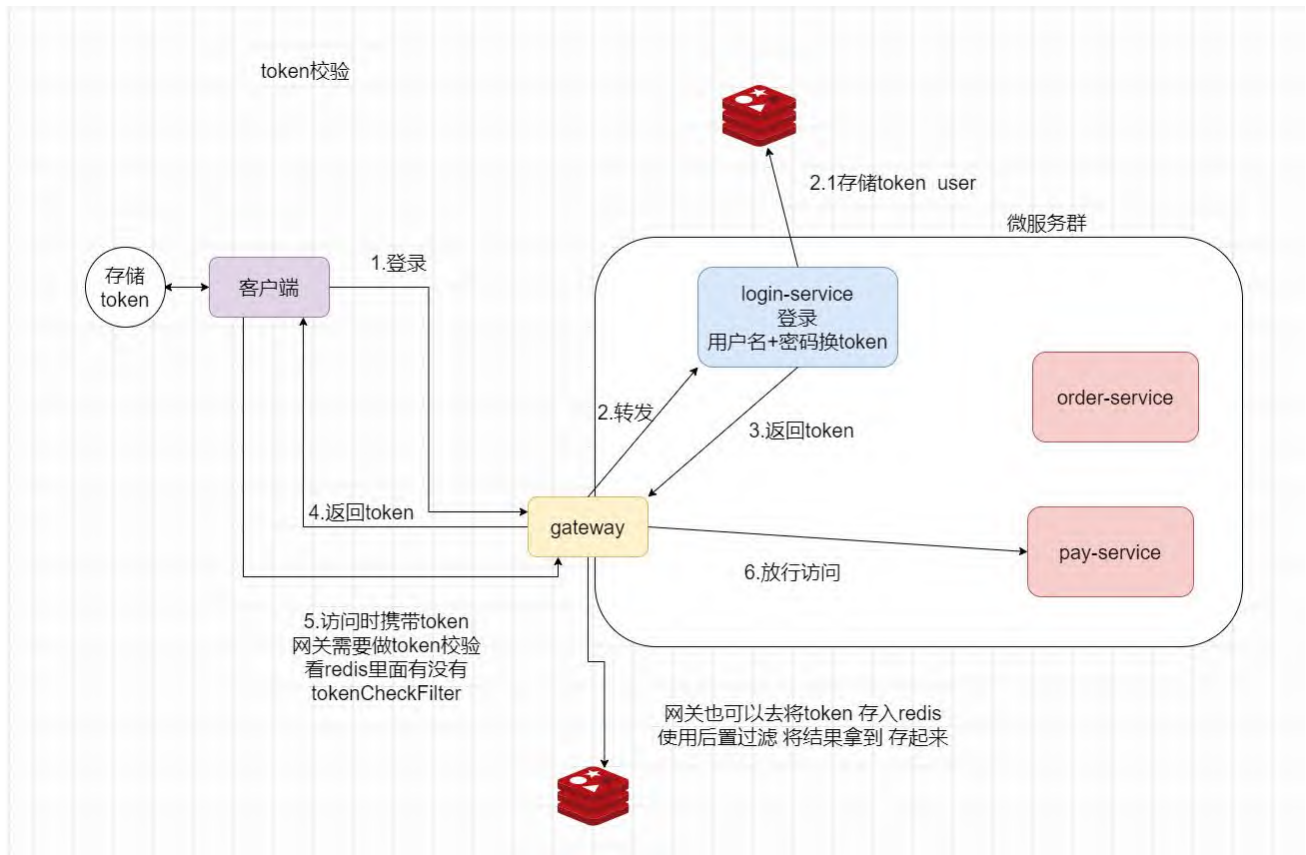 token校验
2.1存储token user
微服务群
存储
token
客户端
1.登录
login-service
登录
用户名+密码换token
order-service
2.转发
3.返回token
4.返回token
gateway
pay-service
6.放行访问
5.访问时携带token
网关需要做token校验
看redis里面有没有
tokenCheckFilter
网关也可以去将token 存入redis
使用后置过滤 将结果拿到 存起来